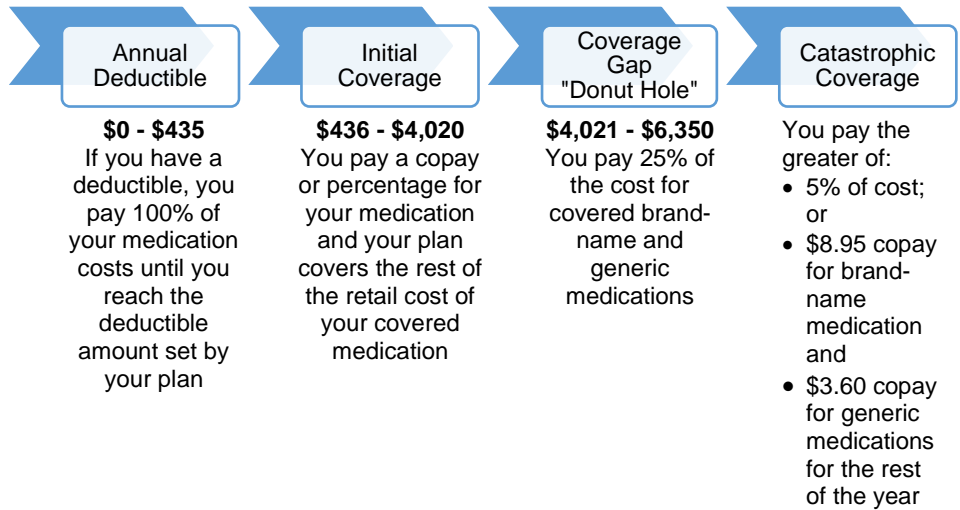 Annual
Deductible
$0 - $435
If you have a
deductible, you
pay 100% of
your medication
costs until you
reach the
deductible
amount set by
your plan
Initial
Coverage
$436 - $4,020
You pay a copay
or percentage for
your medication
and your plan
covers the rest of
the retail cost of
your covered
medication
Coverage
Gap
"Donut Hole"
$4,021 - $6,350
You pay 25% of
the cost for
covered brand-
name and
generic
medications
Catastrophic
Coverage
You pay the
greater of:
• 5% of cost;
or
• $8.95 copay
for brand-
name
medication
and
• $3.60 copay
for generic
medications
for the rest
of the year